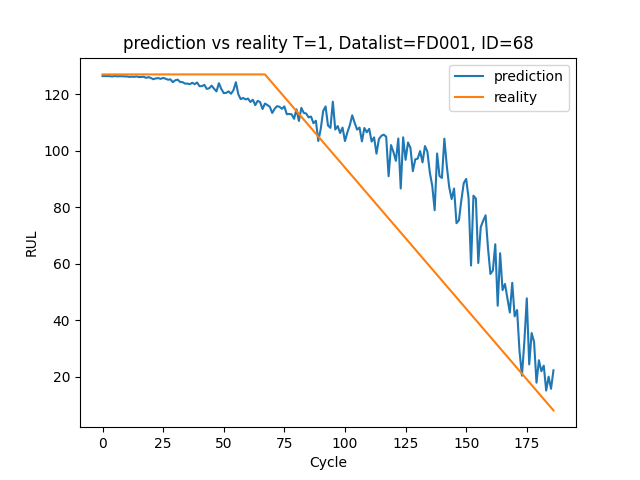 prediction vs reality T=1, Datalist=FD001, ID=68
prediction
reality
RUL
120
100
80
60
40
20
0 25 50 75 100 125 150 175
Cycle